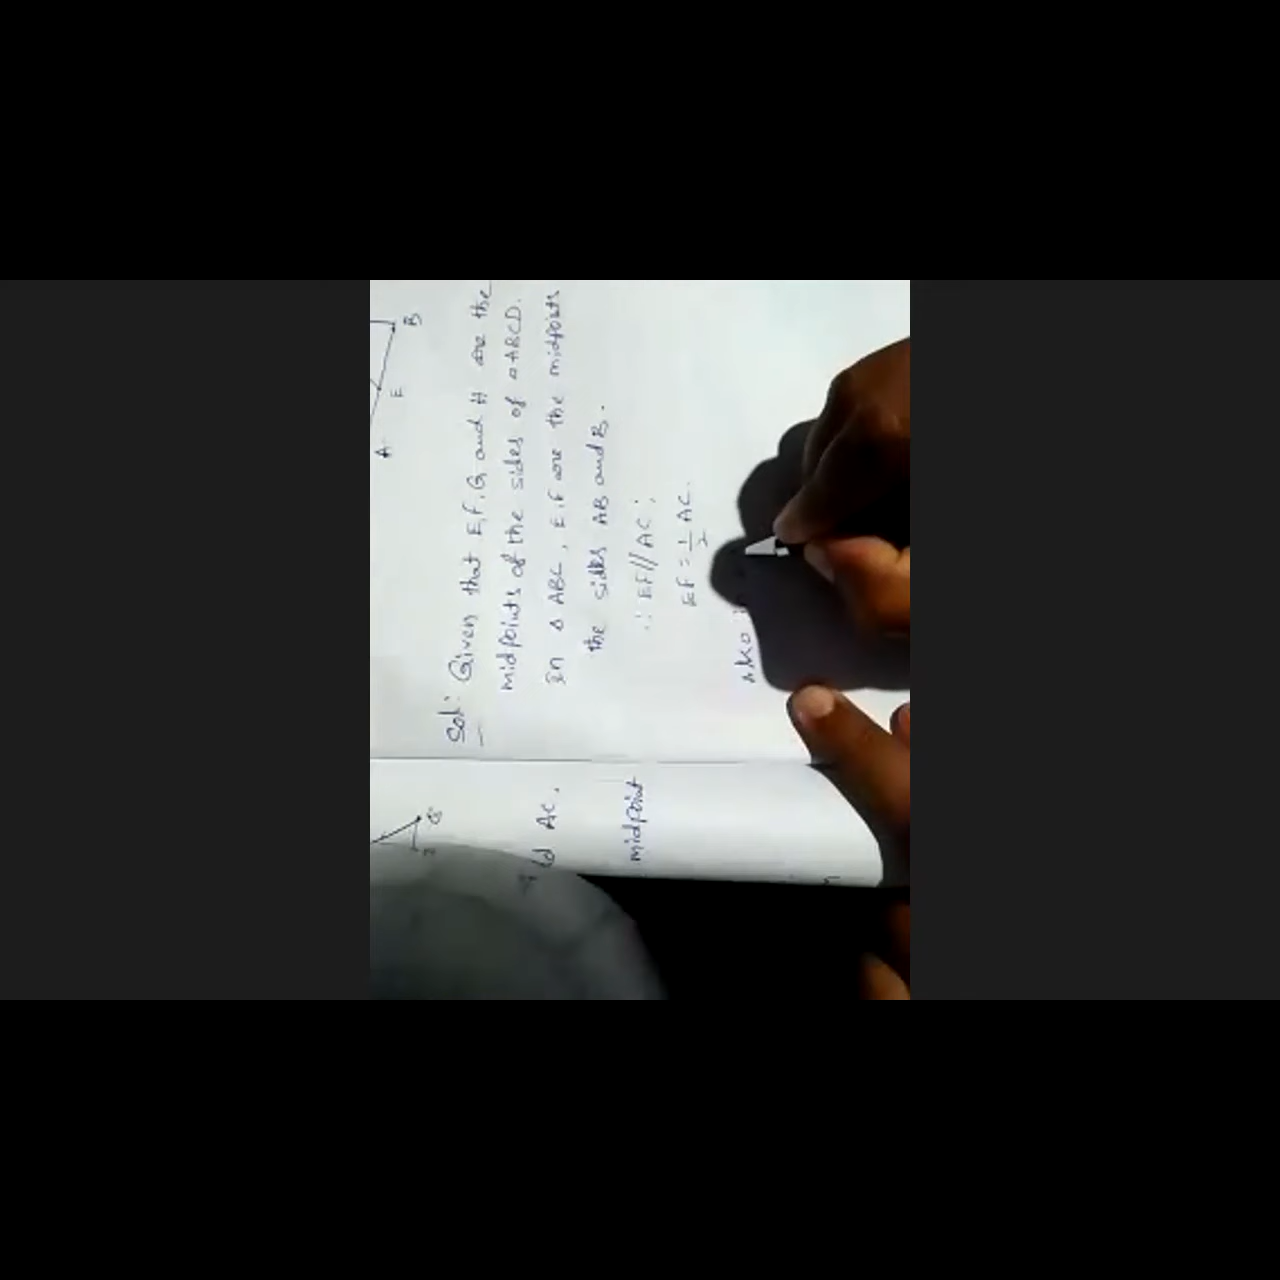 B
E
A
Sol: Given that E,F,G and H are the
midpoints of the sides of ▱ABCD.
In Δ ABC, E,F are the midpoints
the sides AB and B.
∴ EF // AC ;
EF = 1/2 AC.
Also
AC.
midpoint